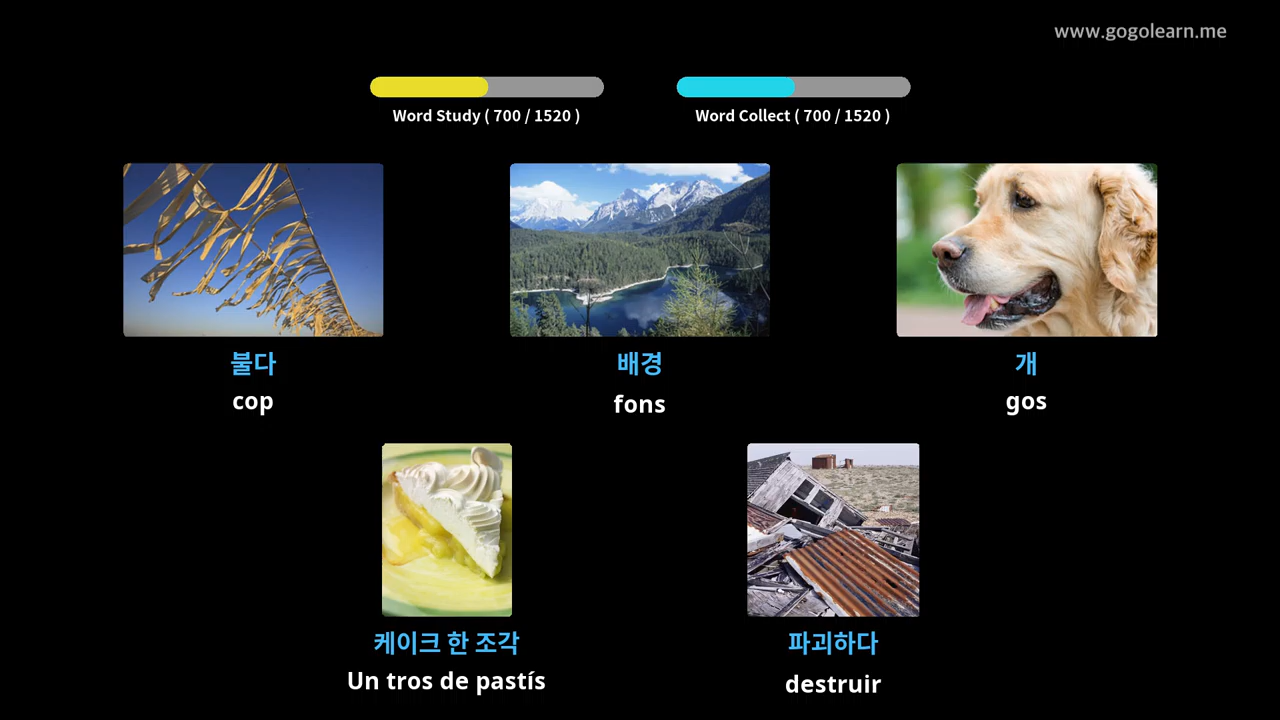 www.gogolearn.me
Word Study ( 700 / 1520 )
Word Collect ( 700 / 1520 )
불다
cop
배경
fons
개
gos
케이크 한 조각
Un tros de pastís
파괴하다
destruir